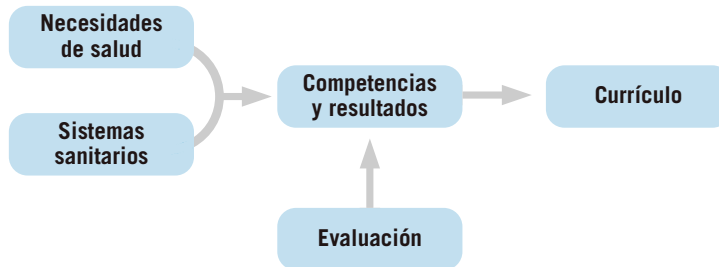 Necesidades
de salud
Sistemas
sanitarios
Competencias
y resultados
Currículo
Evaluación